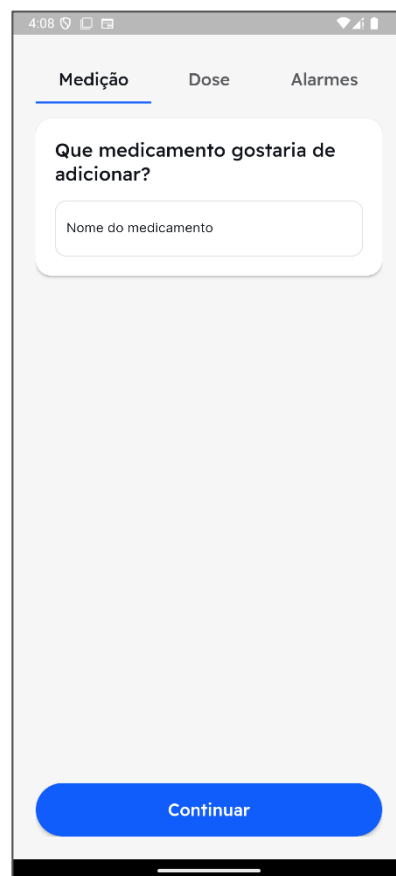 4:08
Medição Dose Alarmes
Que medicamento gostaria de
adicionar?
Nome do medicamento
Continuar